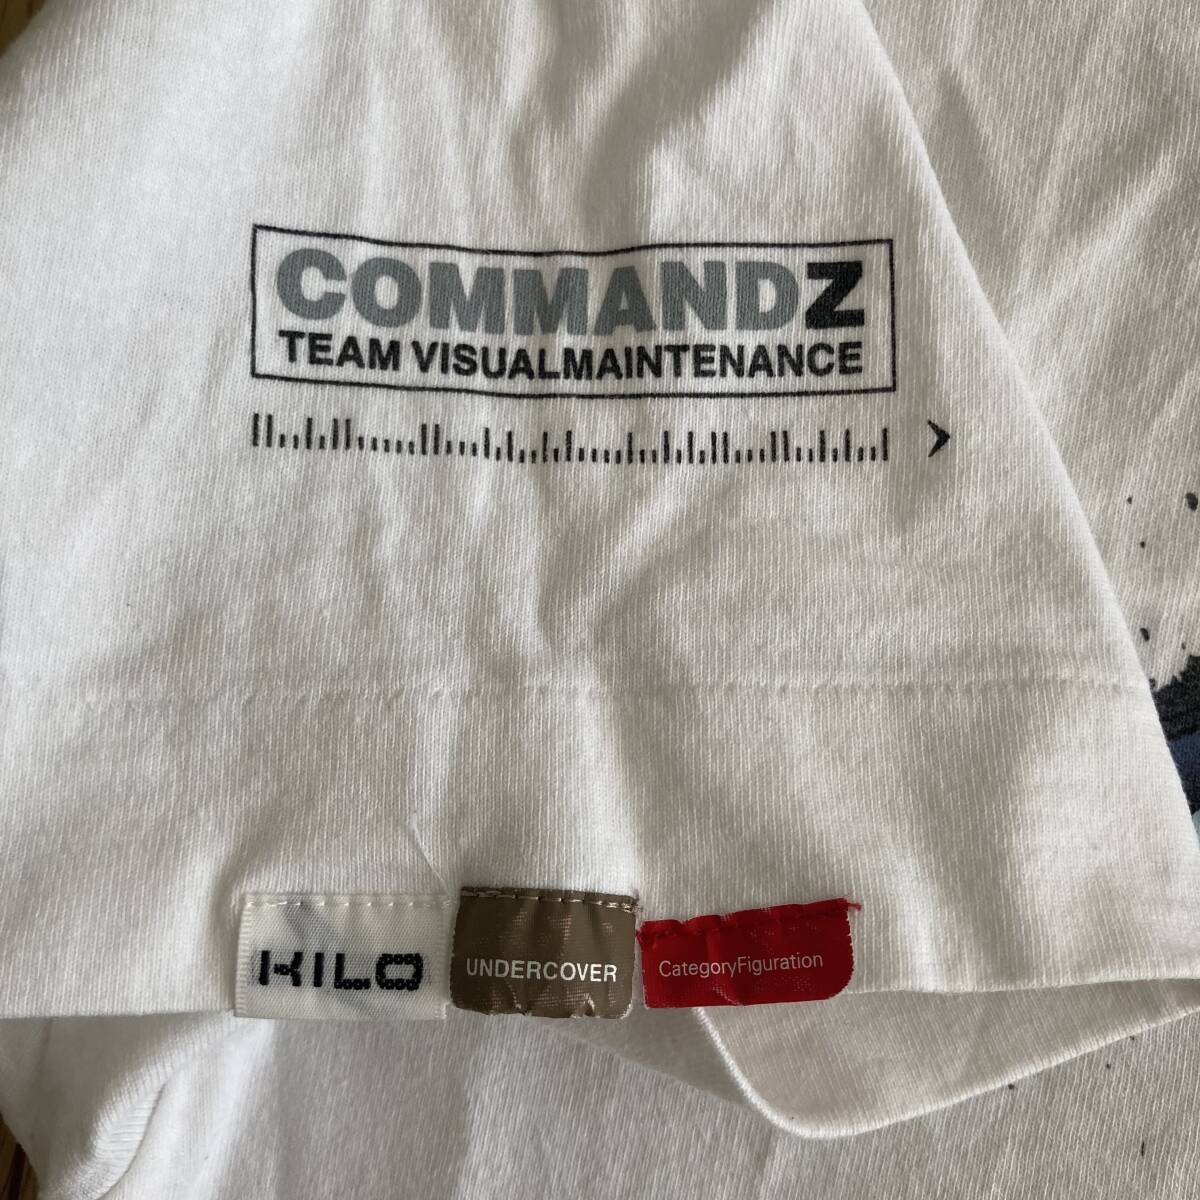 COMMANDZ
TEAM VISUALMAINTENANCE
>
KILO
UNDERCOVER
CategoryFiguration